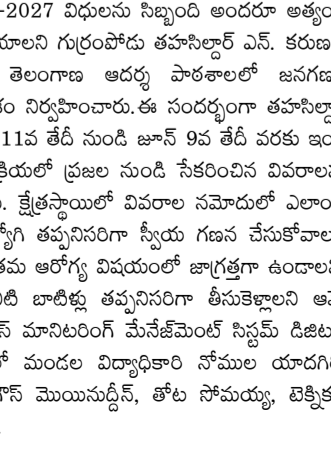 -2027 విధులను సిబ్బంది అందరూ అత్యం
యాలని గుర్రంపోడు తహసిల్దార్ ఎన్. కరుణ
తెలంగాణ ఆదర్శ పాఠశాలలో జనగణ
కం నిర్వహించారు.ఈ సందర్భంగా తహసిల్దా
11వ తేదీ నుండి జూన్ 9వ తేదీ వరకు ఇం
క్రియలో ప్రజల నుండి సేకరించిన వివరాల
. క్షేత్రస్థాయిలో వివరాల నమోదులో ఎలాం
్యోగి తప్పనిసరిగా స్వీయ గణన చేసుకోవాల
తమ ఆరోగ్య విషయంలో జాగ్రత్తగా ఉండాల
టి బాటిళ్లు తప్పనిసరిగా తీసుకెళ్లాలని ఆమె
స్ మానిటరింగ్ మేనేజ్‌మెంట్ సిస్టమ్ డిజిట
లో మండల విద్యాధికారి నోముల యాదగిరి
గౌస్ మొయినుద్దీన్, తోట సోమయ్య, టెక్నిక